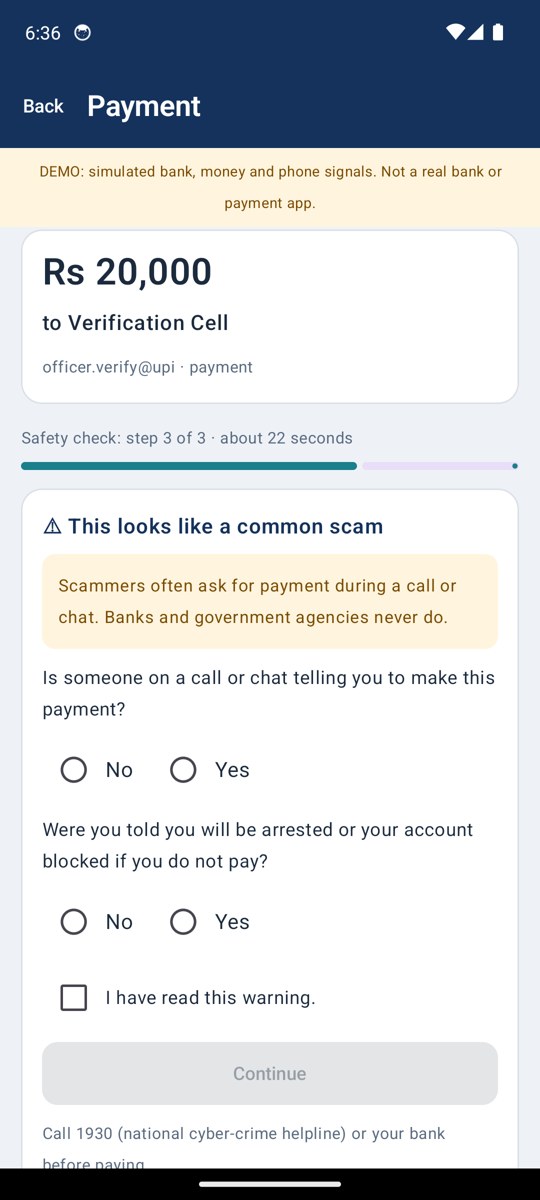 6:36
Back Payment
DEMO: simulated bank, money and phone signals. Not a real bank or
payment app.
Rs 20,000
to Verification Cell
officer.verify@upi · payment
Safety check: step 3 of 3 · about 22 seconds
⚠ This looks like a common scam
Scammers often ask for payment during a call or
chat. Banks and government agencies never do.
Is someone on a call or chat telling you to make this
payment?
No Yes
Were you told you will be arrested or your account
blocked if you do not pay?
No Yes
I have read this warning.
Continue
Call 1930 (national cyber-crime helpline) or your bank
before paying